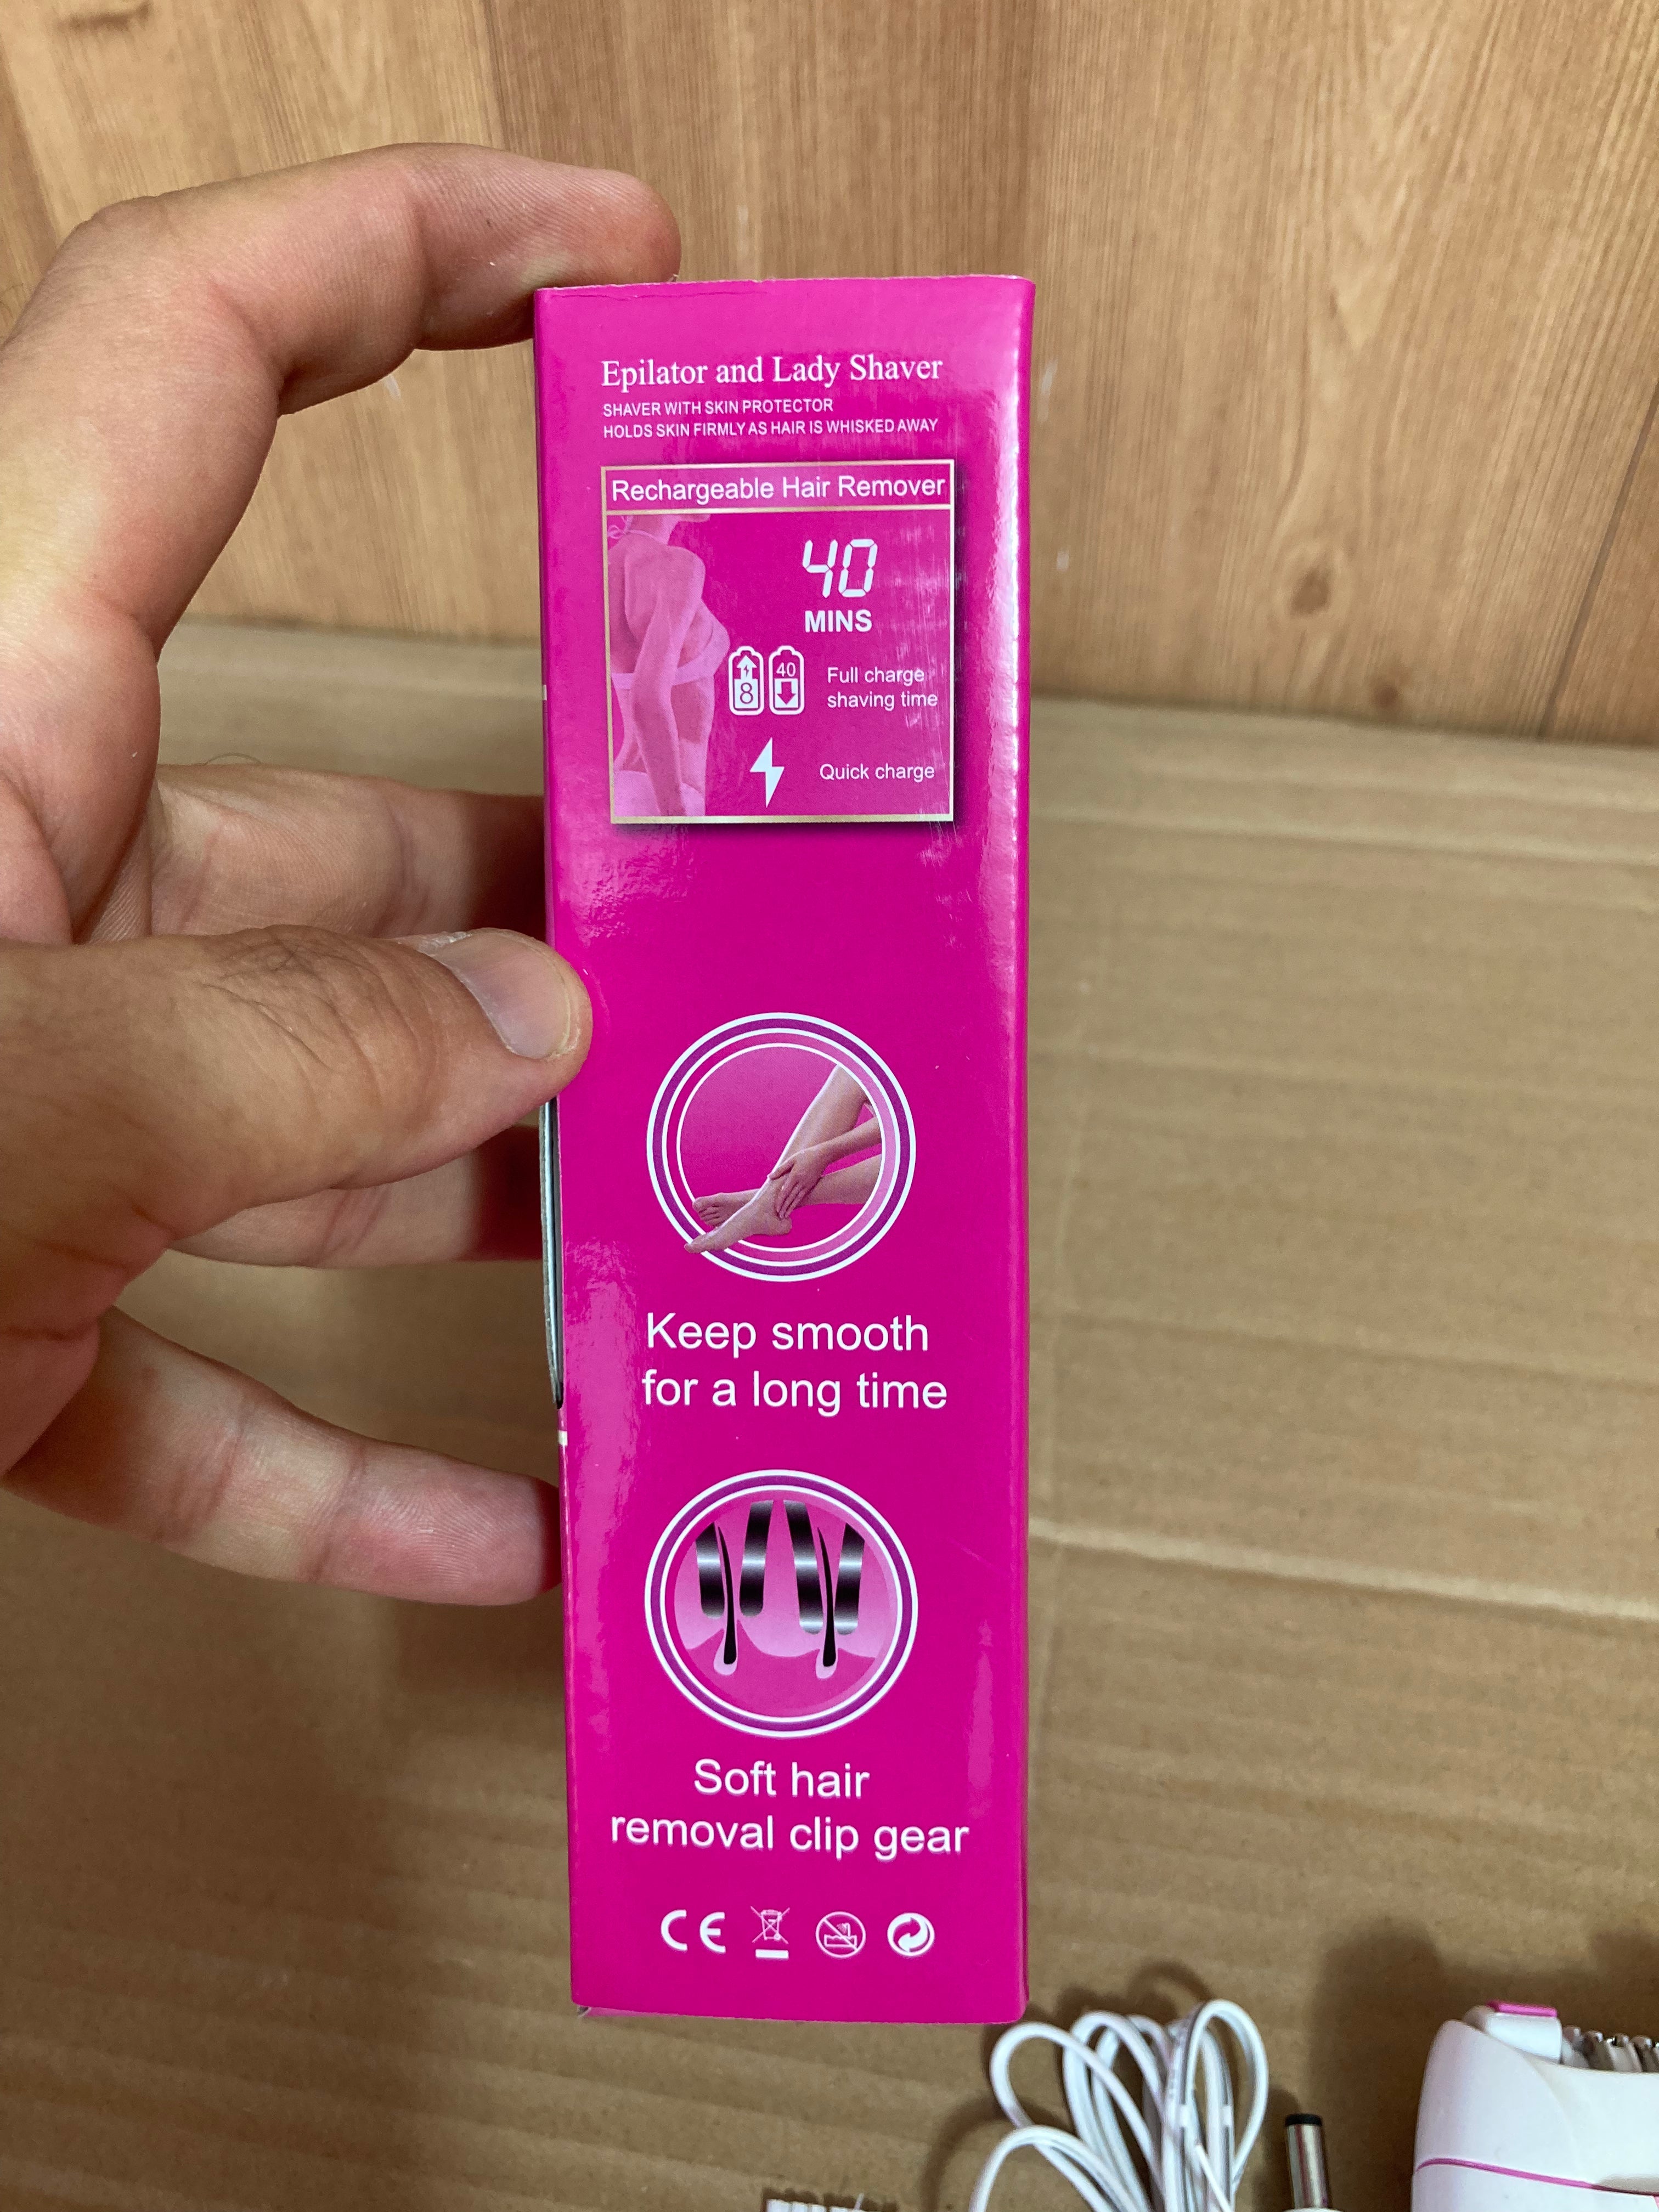 Epilator and Lady Shaver
SHAVER WITH SKIN PROTECTOR
HOLDS SKIN FIRMLY AS HAIR IS WHISKED AWAY
Rechargeable Hair Remover
40
MINS
8 40
Full charge
shaving time
Quick charge
Keep smooth
for a long time
Soft hair
removal clip gear
CE